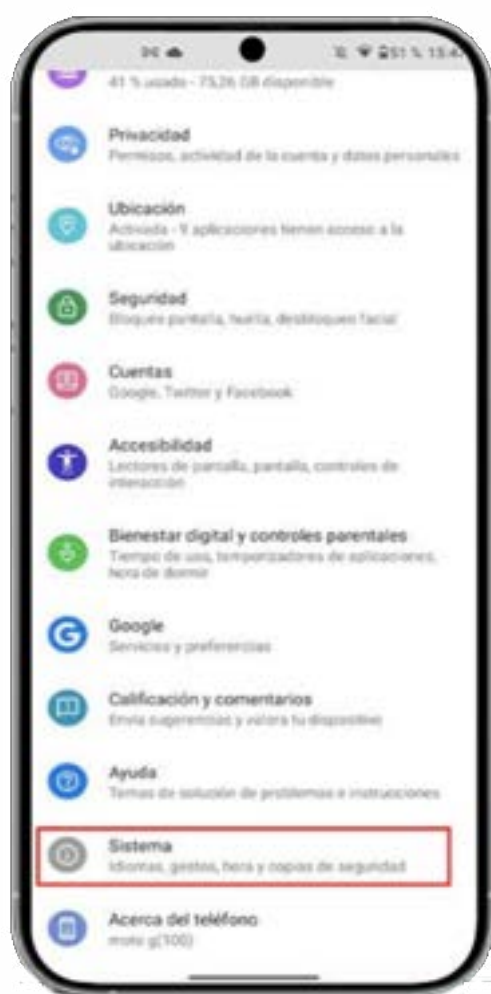 51 % 13:4
41 % usado - 75,26 GB disponible
Privacidad
Permisos, actividad de la cuenta y datos personales
Ubicación
Activada - 9 aplicaciones tienen acceso a la
ubicación
Seguridad
Bloqueo pantalla, huella, desbloqueo facial
Cuentas
Google, Twitter y Facebook
Accesibilidad
Lectores de pantalla, pantalla, controles de
interacción
Bienestar digital y controles parentales
Tiempo de uso, temporizadores de aplicaciones,
hora de dormir
Google
Servicios y preferencias
Calificación y comentarios
Envía sugerencias y valora tu dispositivo
Ayuda
Temas de solución de problemas e instrucciones
Sistema
Idiomas, gestos, hora y copias de seguridad
Acerca del teléfono
moto g(100)